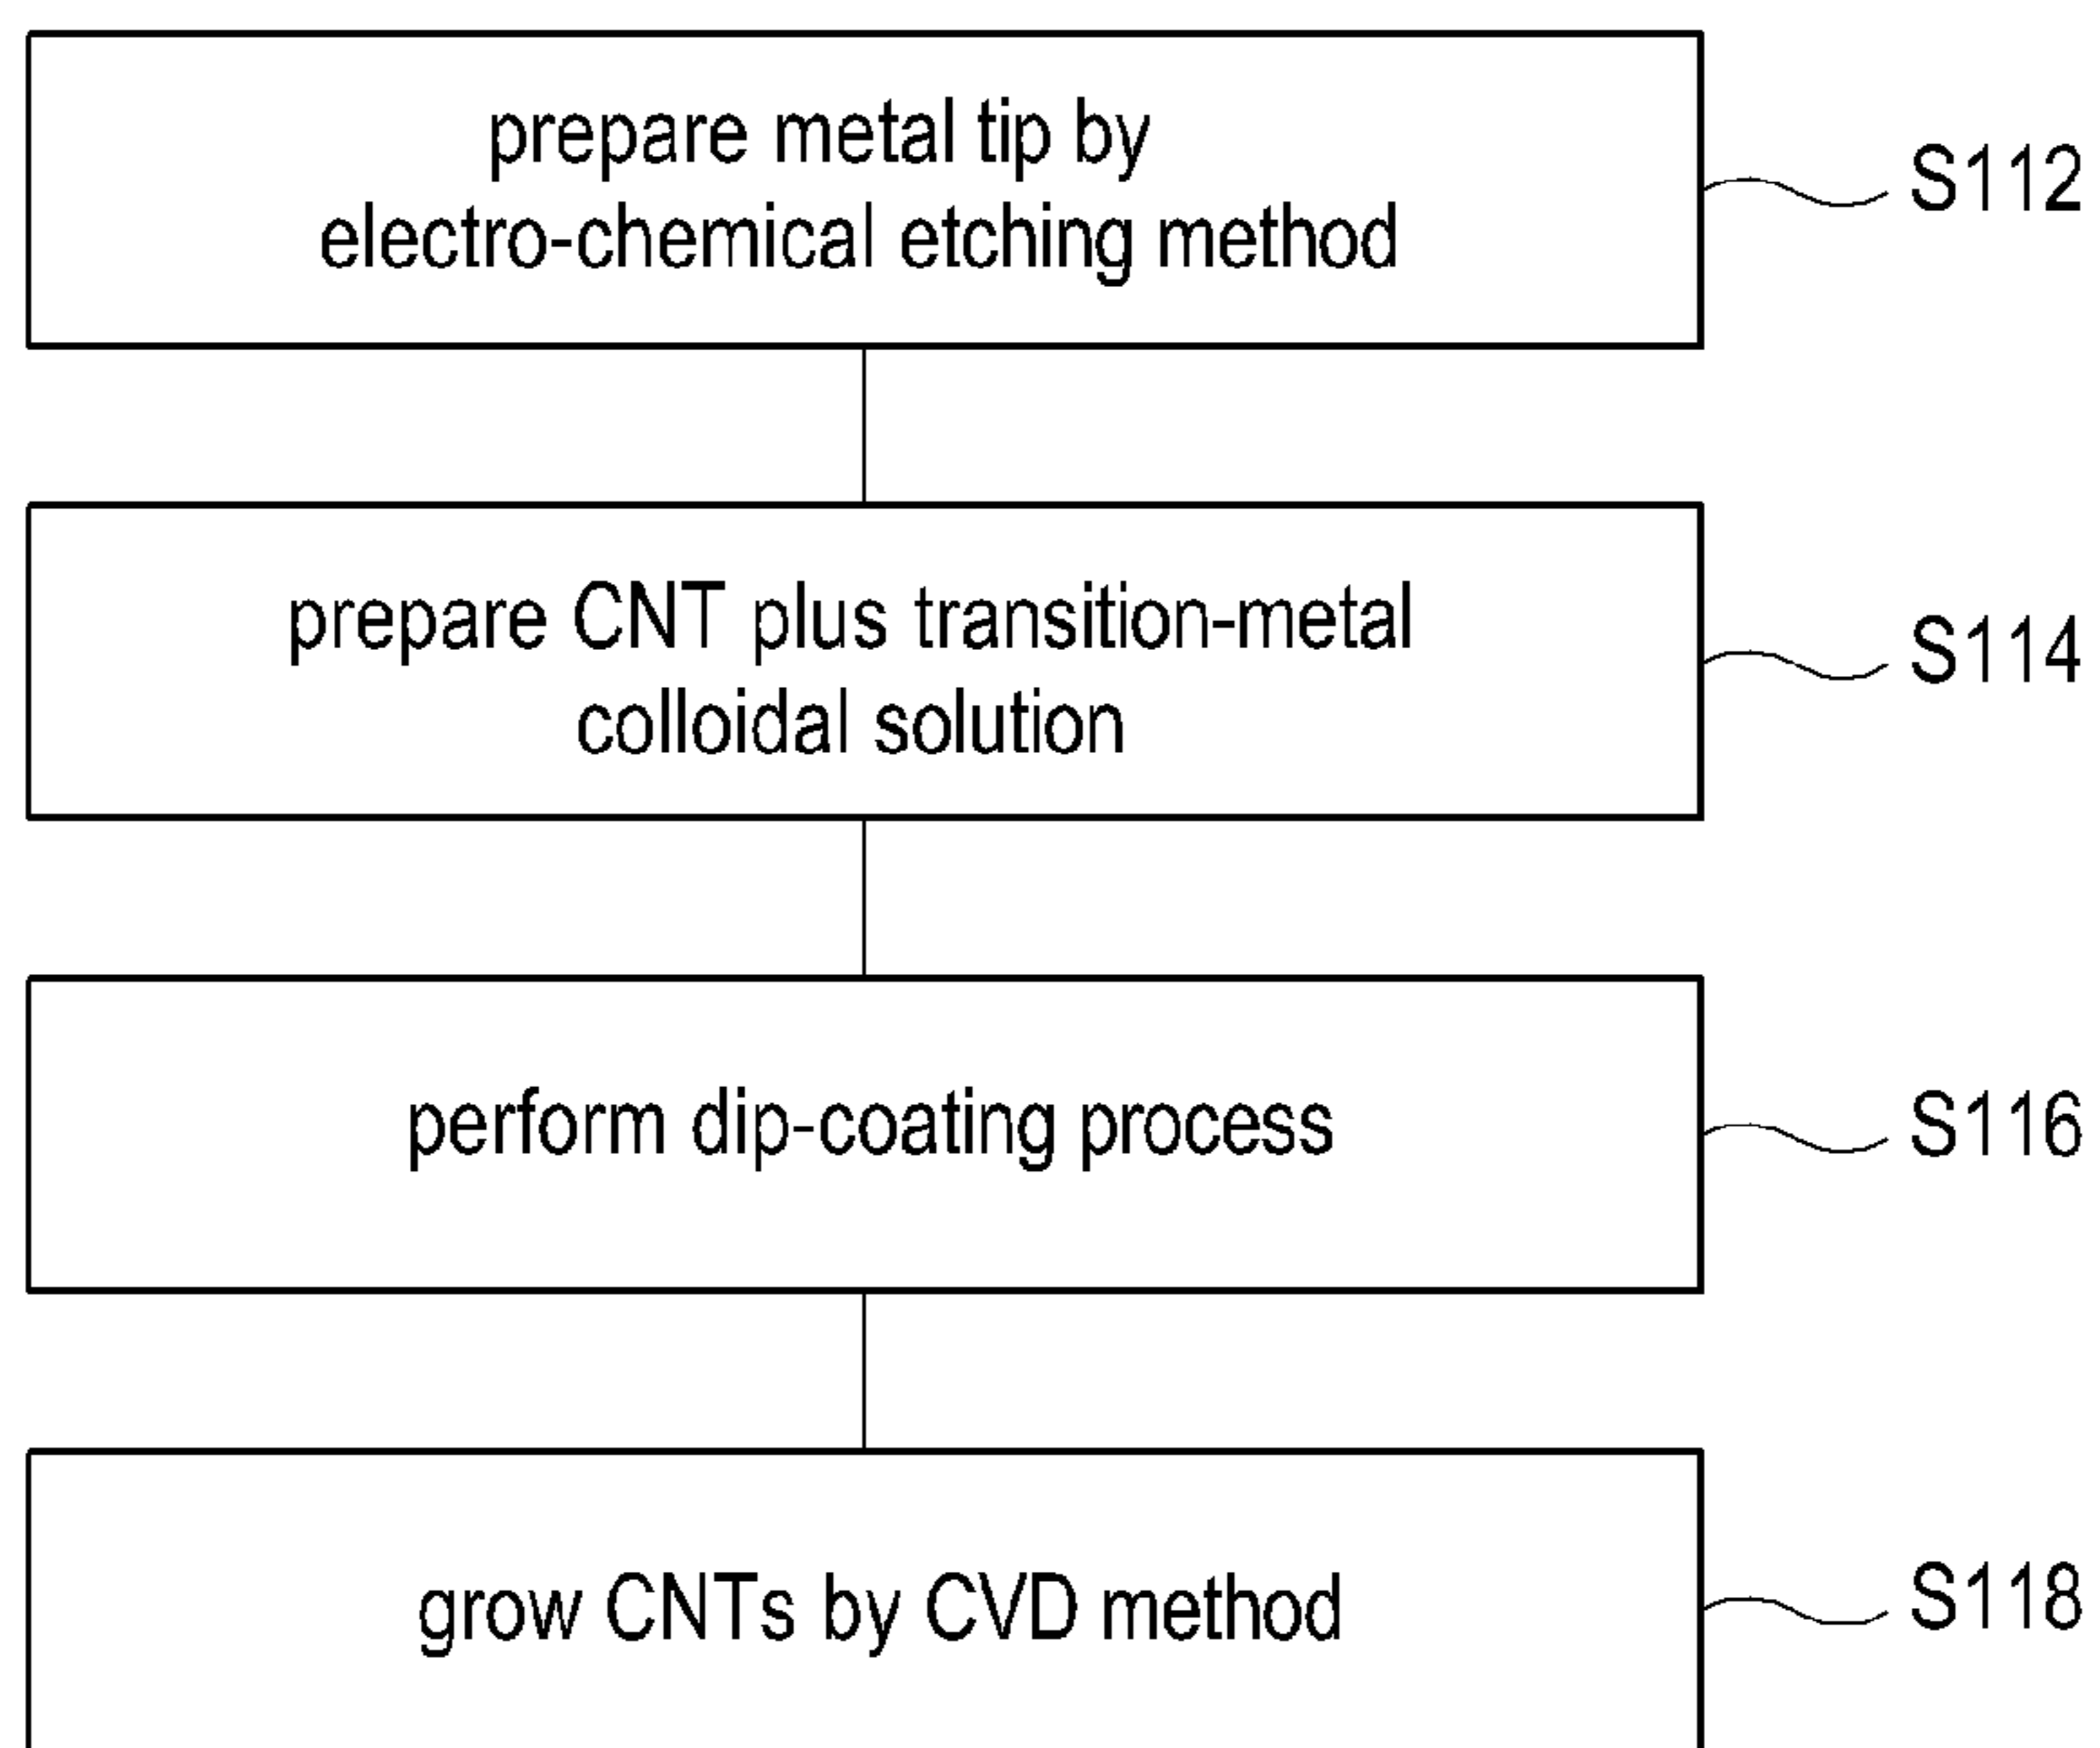 prepare metal tip by
electro-chemical etching method
S112
prepare CNT plus transition-metal
colloidal solution
S114
perform dip-coating process
S116
grow CNTs by CVD method
S118